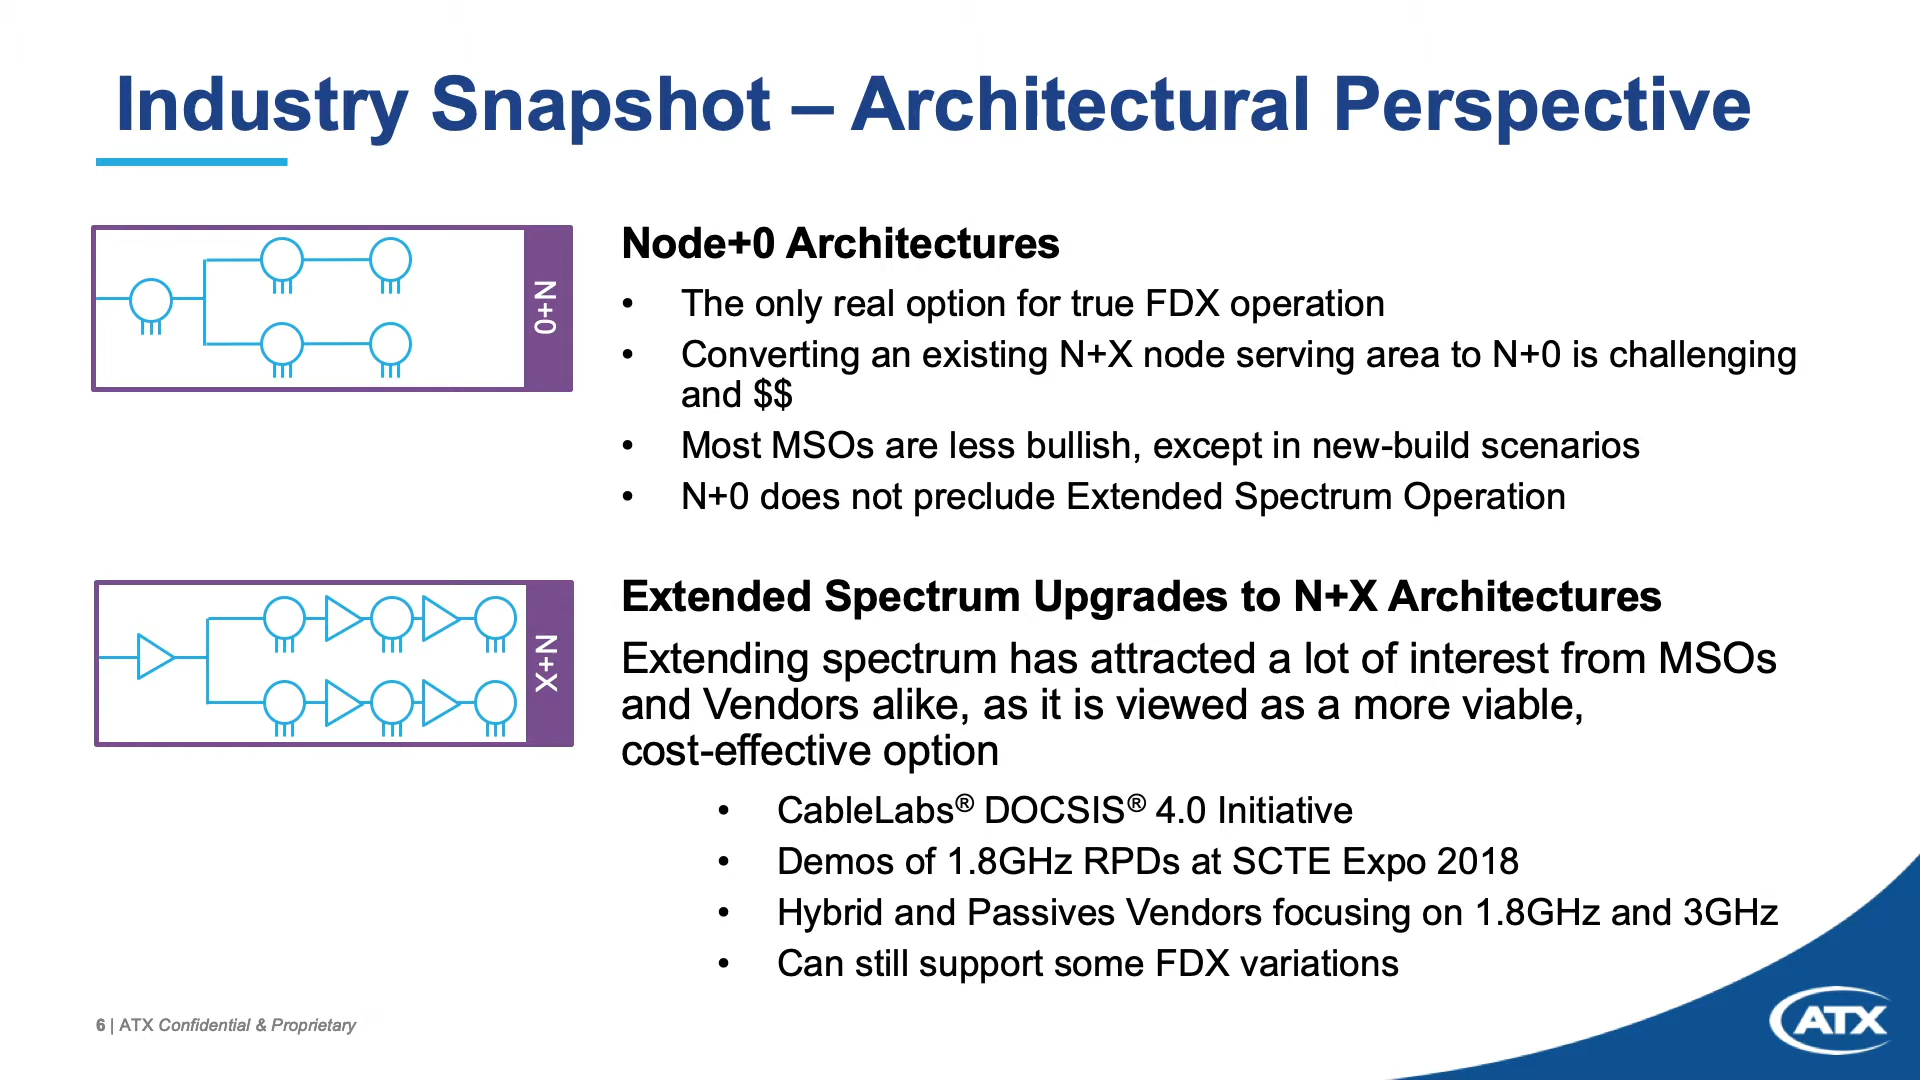 Industry Snapshot – Architectural Perspective
N+0
Node+0 Architectures
• The only real option for true FDX operation
• Converting an existing N+X node serving area to N+0 is challenging
and $$
• Most MSOs are less bullish, except in new-build scenarios
• N+0 does not preclude Extended Spectrum Operation
N+X
Extended Spectrum Upgrades to N+X Architectures
Extending spectrum has attracted a lot of interest from MSOs
and Vendors alike, as it is viewed as a more viable,
cost-effective option
• CableLabs® DOCSIS® 4.0 Initiative
• Demos of 1.8GHz RPDs at SCTE Expo 2018
• Hybrid and Passives Vendors focusing on 1.8GHz and 3GHz
• Can still support some FDX variations
6 | ATX Confidential & Proprietary
ATX